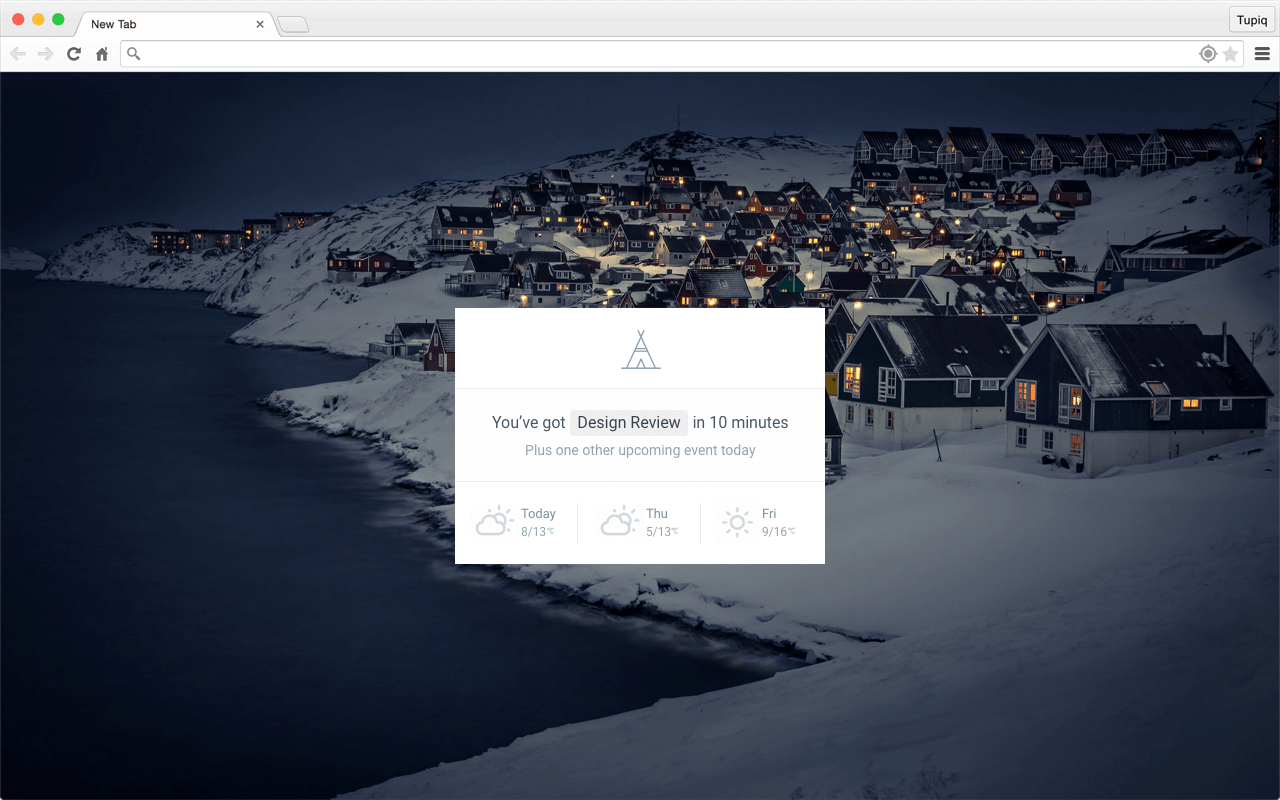 New Tab
Tupiq
You’ve got Design Review in 10 minutes
Plus one other upcoming event today
Today
8/13℃
Thu
5/13℃
Fri
9/16℃